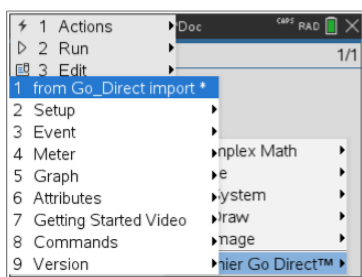 1 Actions
Doc
CAPS RAD
2 Run
1/1
3 Edit
1 from Go_Direct import *
2 Setup
3 Event
4 Meter
5 Graph
6 Attributes
7 Getting Started Video
8 Commands
9 Version
mplex Math
e
ystem
raw
mage
nier Go Direct™